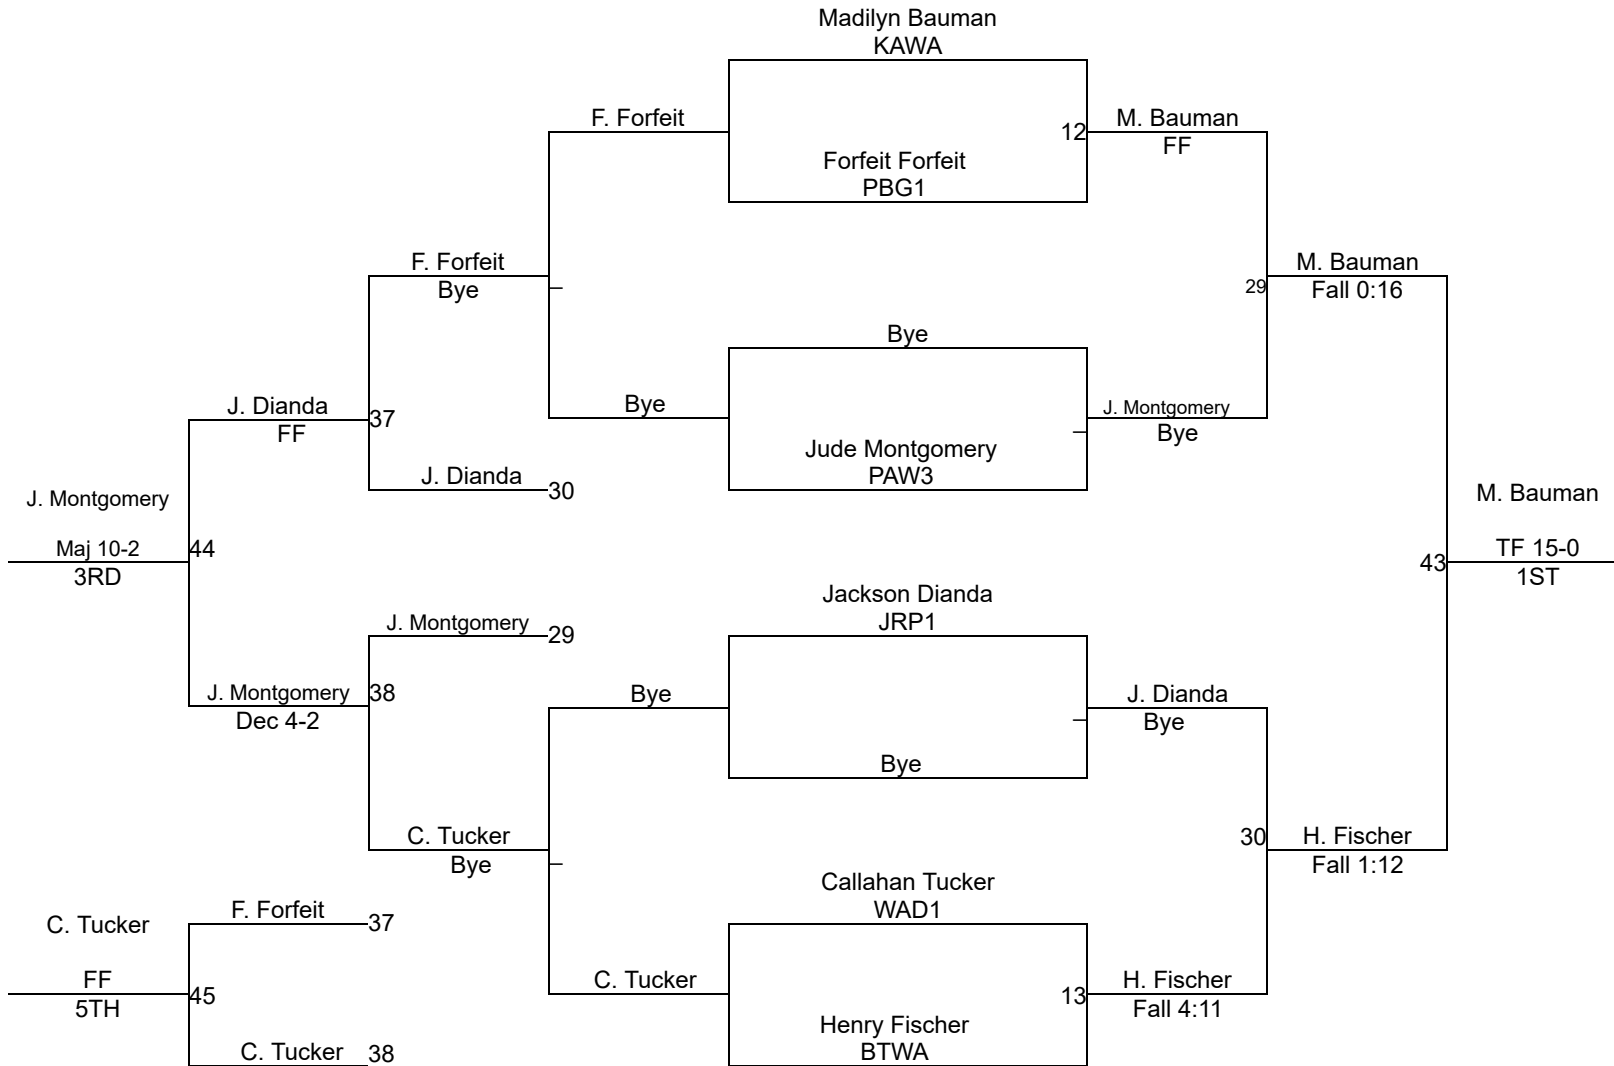 Madilyn Bauman
KAWA
F. Forfeit
12
M. Bauman
FF
Forfeit Forfeit
PBG1
F. Forfeit
Bye
M. Bauman
29
Fall 0:16
Bye
Bye
J. Montgomery
Bye
J. Dianda
37
FF
Jude Montgomery
PAW3
J. Dianda
30
J. Montgomery
M. Bauman
Maj 10-2
44
3RD
43
TF 15-0
1ST
Jackson Dianda
JRP1
J. Montgomery
29
J. Montgomery
38
Dec 4-2
Bye
J. Dianda
Bye
Bye
C. Tucker
Bye
30
H. Fischer
Fall 1:12
Callahan Tucker
WAD1
C. Tucker
F. Forfeit
37
FF
45
5TH
C. Tucker
13
H. Fischer
Fall 4:11
Henry Fischer
BTWA
C. Tucker
38